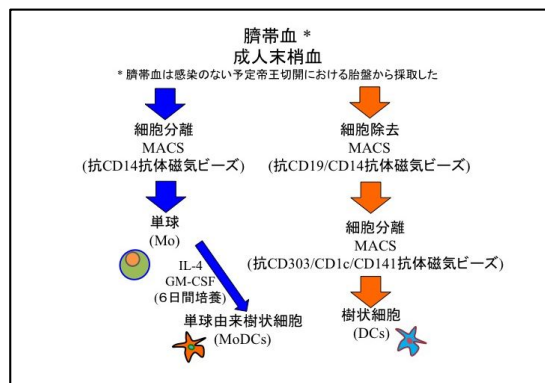 臍帯血 *
成人末梢血
* 臍帯血は感染のない予定帝王切開における胎盤から採取した
細胞分離
MACS
(抗CD14抗体磁気ビーズ)
単球
(Mo)
IL-4
GM-CSF
(6日間培養)
単球由来樹状細胞
(MoDCs)
細胞除去
MACS
(抗CD19/CD14抗体磁気ビーズ)
細胞分離
MACS
(抗CD303/CD1c/CD141抗体磁気ビーズ)
樹状細胞
(DCs)